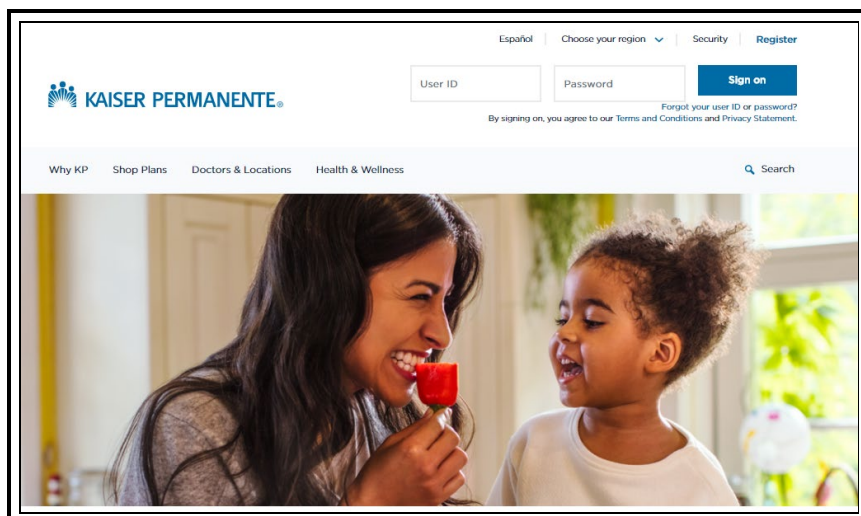 Español Choose your region Security Register
KAISER PERMANENTE®
User ID Password Sign on
Forgot your user ID or password?
By signing on, you agree to our Terms and Conditions and Privacy Statement.
Why KP Shop Plans Doctors & Locations Health & Wellness Search